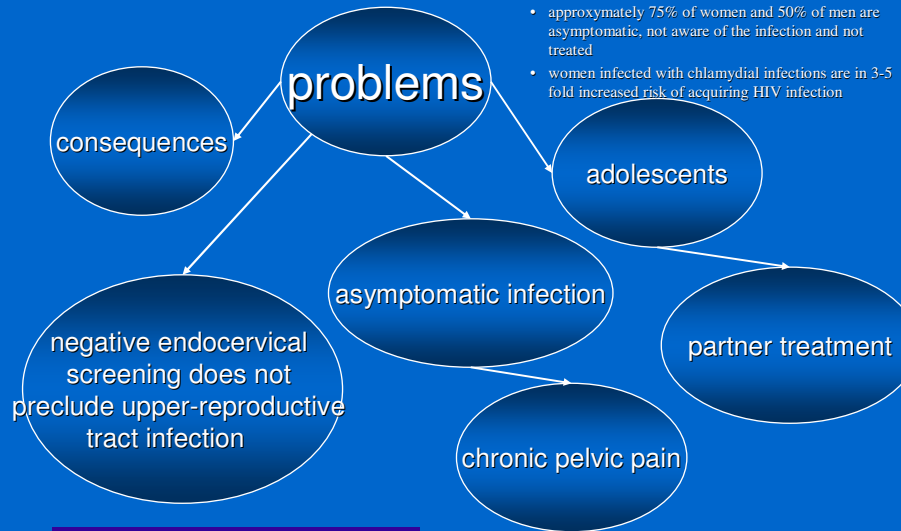 • approxymately 75% of women and 50% of men are
asymptomatic, not aware of the infection and not
treated
• women infected with chlamydial infections are in 3-5
fold increased risk of acquiring HIV infection
problems
consequences
adolescents
asymptomatic infection
negative endocervical
screening does not
preclude upper-reproductive
tract infection
partner treatment
chronic pelvic pain